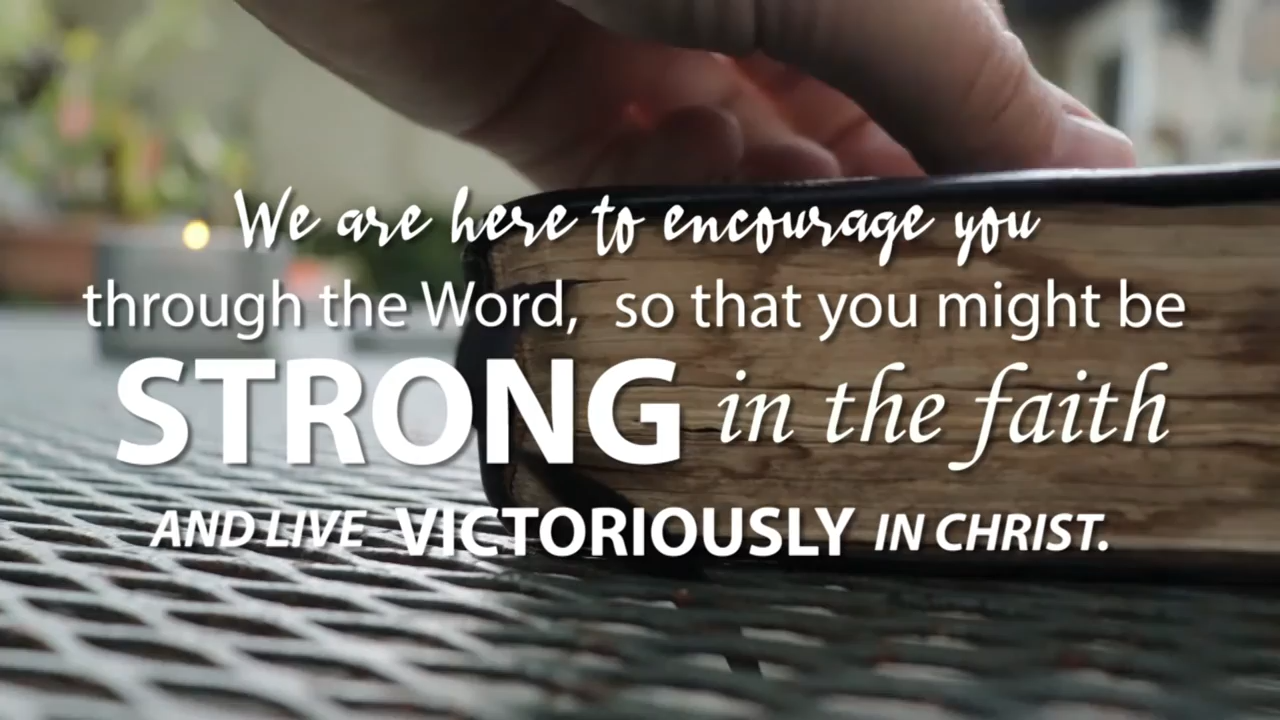 We are here to encourage you
through the Word, so that you might be
STRONG in the faith
AND LIVE VICTORIOUSLY IN CHRIST.